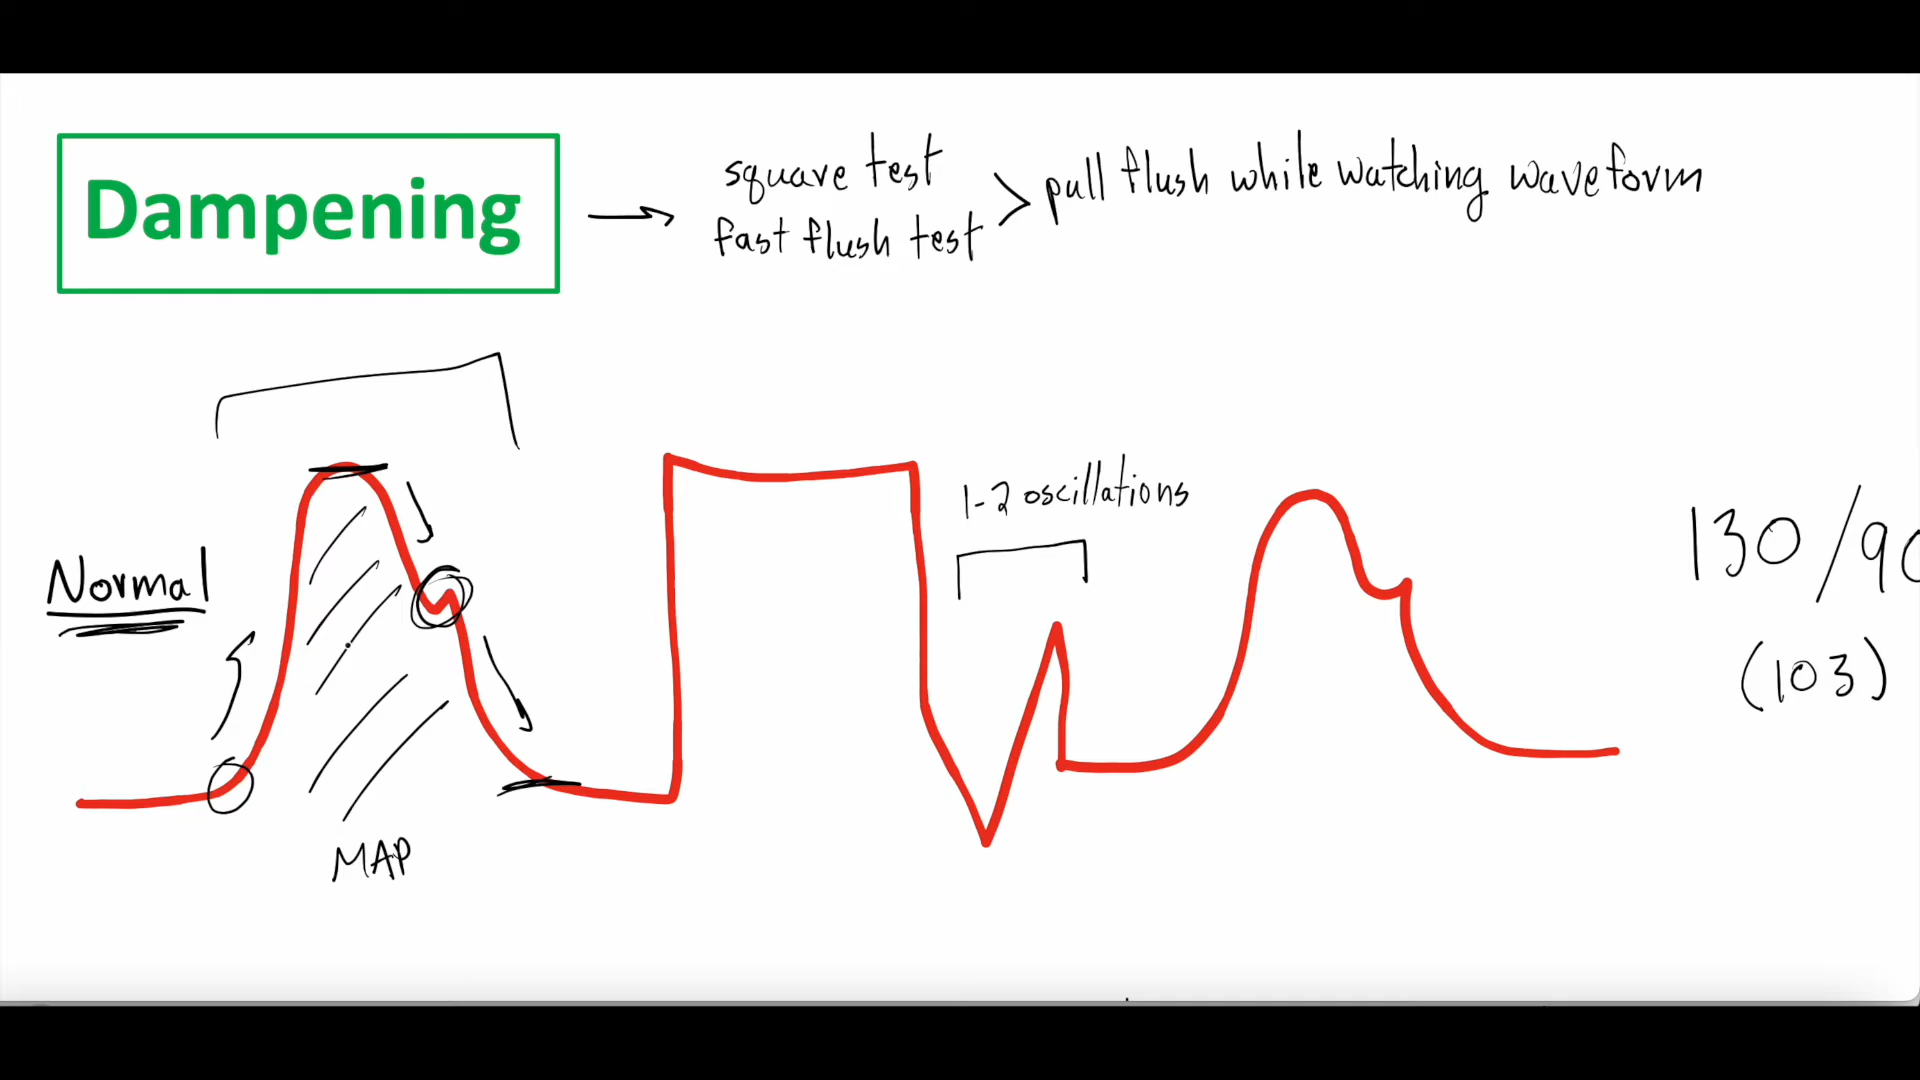 Dampening
square test
fast flush test
> pull flush while watching waveform
Normal
1-2 oscillations
130/90
(103)
MAP